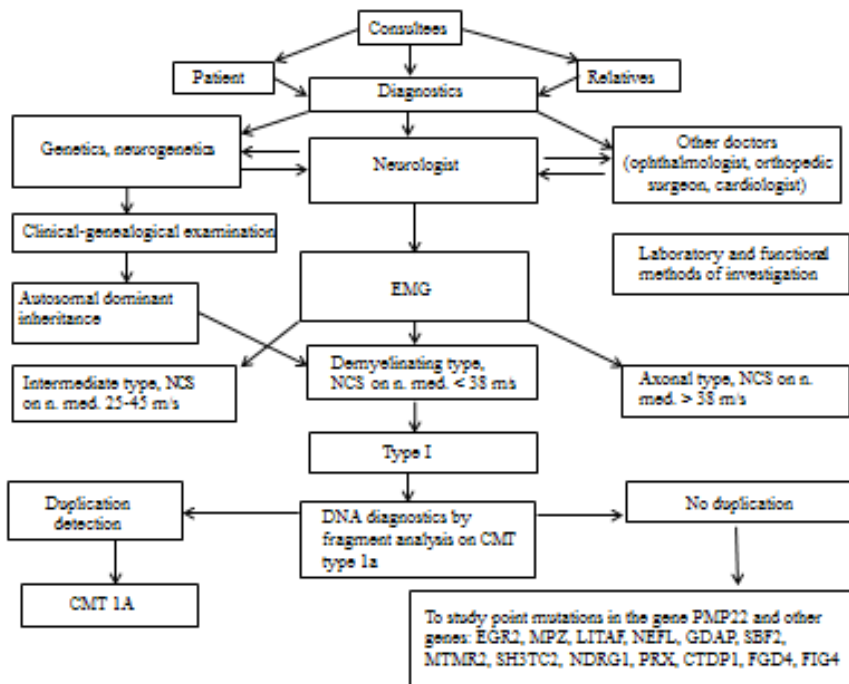 Consultees
Patient
Relatives
Diagnostics
Genetics, neurogenetics
Neurologist
Other doctors
(ophthalmologist, orthopedic
surgeon, cardiologist)
Clinical-genealogical examination
Laboratory and functional
methods of investigation
EMG
Autosomal dominant
inheritance
Intermediate type, NCS
on n. med. 25-45 m/s
Demyelinating type,
NCS on n. med. < 38 m/s
Axonal type, NCS on n.
med. > 38 m/s
Type I
Duplication
detection
DNA diagnostics by
fragment analysis on CMT
type 1a
No duplication
CMT 1A
To study point mutations in the gene PMP22 and other
genes: EGR2, MPZ, LITAF, NEFL, GDAP, SBF2,
MTMR2, SH3TC2, NDRG1, PRX, CTDP1, FGD4, FIG4